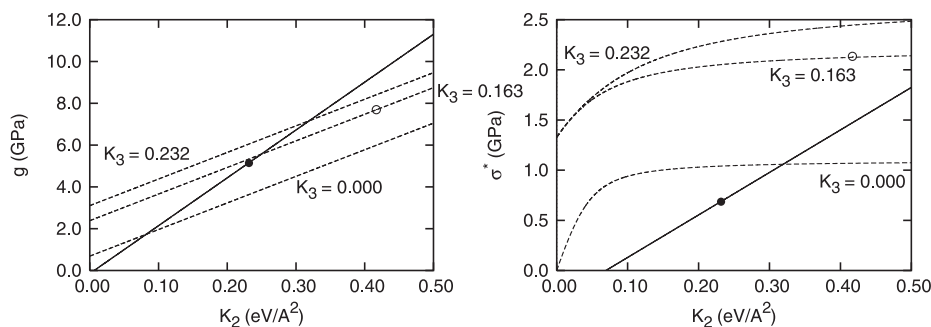 12.0
10.0
8.0
6.0
4.0
2.0
0.0
g (GPa)
K3 = 0.232
K3 = 0.163
K3 = 0.000
0.00 0.10 0.20 0.30 0.40 0.50
K2 (eV/A2)
2.5
2.0
1.5
1.0
0.5
0.0
σ* (GPa)
K3 = 0.232
K3 = 0.163
K3 = 0.000
0.00 0.10 0.20 0.30 0.40 0.50
K2 (eV/A2)